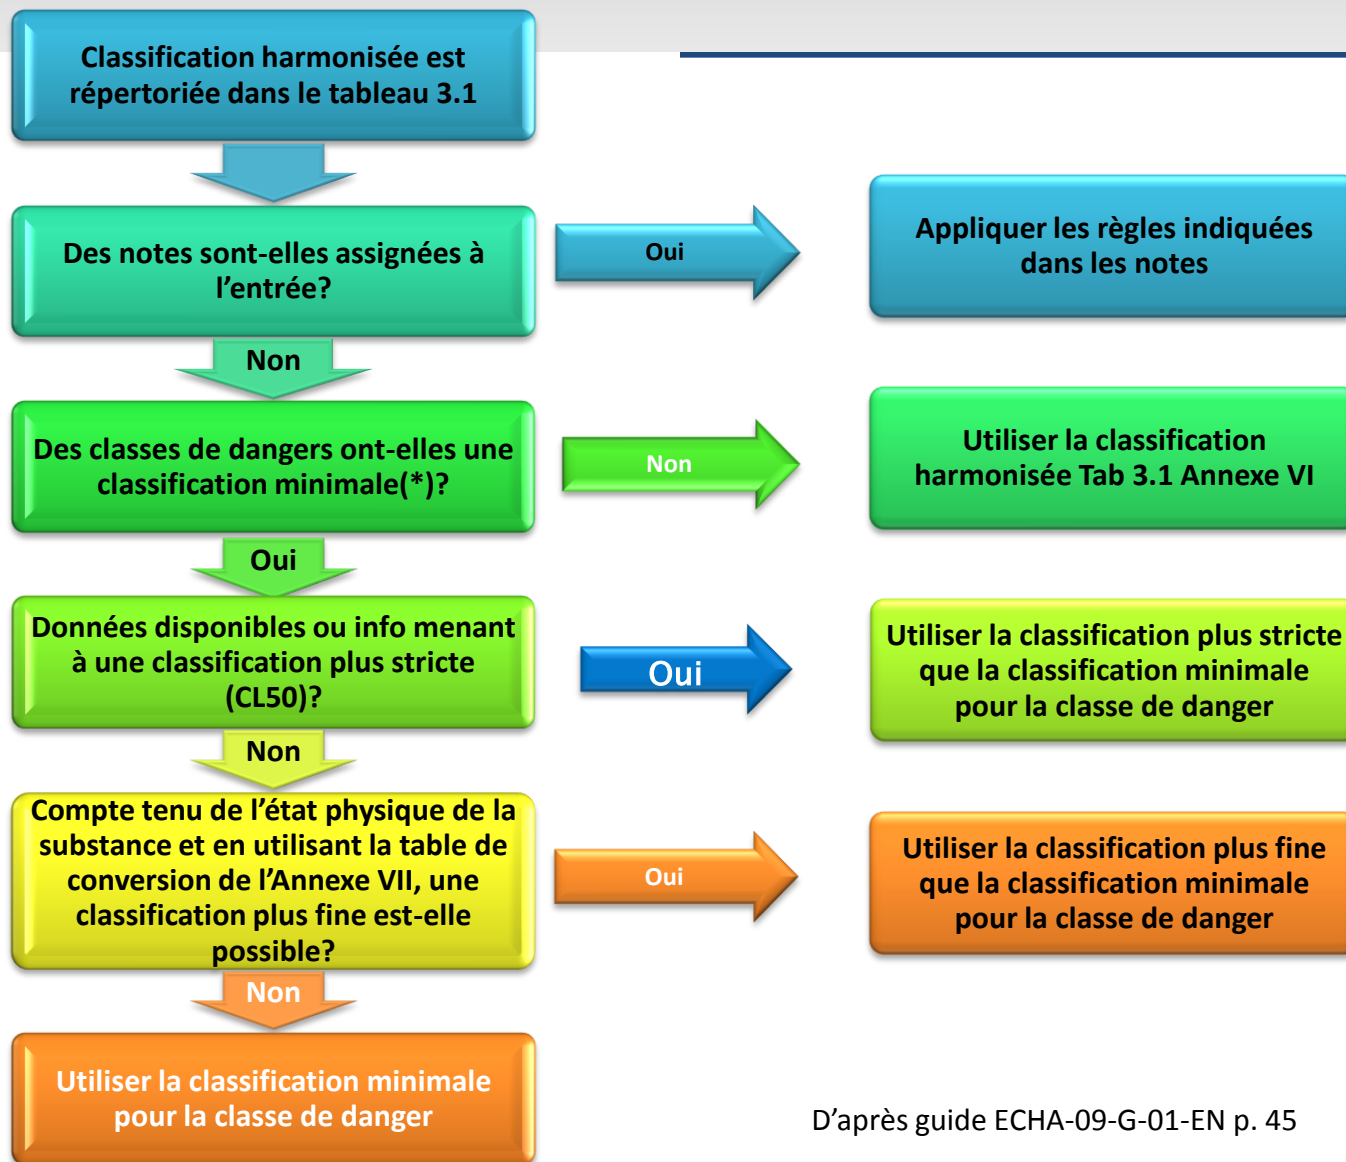 Classification harmonisée est
répertoriée dans le tableau 3.1
Des notes sont-elles assignées à
l'entrée?
Oui
Appliquer les règles indiquées
dans les notes
Non
Des classes de dangers ont-elles une
classification minimale(*)?
Non
Utiliser la classification
harmonisée Tab 3.1 Annexe VI
Oui
Données disponibles ou info menant
à une classification plus stricte
(CL50)?
Oui
Utiliser la classification plus stricte
que la classification minimale
pour la classe de danger
Non
Compte tenu de l'état physique de la
substance et en utilisant la table de
conversion de l'Annexe VII, une
classification plus fine est-elle
possible?
Oui
Utiliser la classification plus fine
que la classification minimale
pour la classe de danger
Non
Utiliser la classification minimale
pour la classe de danger
D'après guide ECHA-09-G-01-EN p. 45